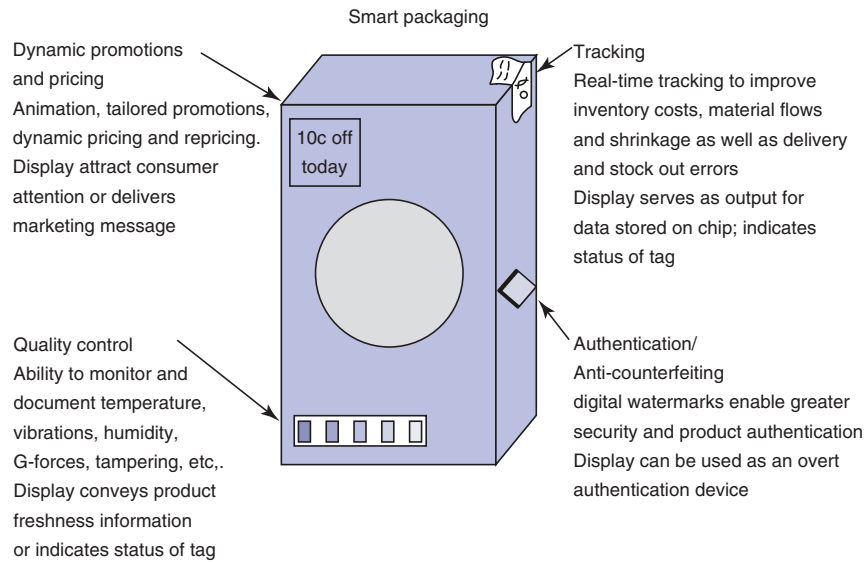 Smart packaging
Dynamic promotions
and pricing
Animation, tailored promotions,
dynamic pricing and repricing.
Display attract consumer
attention or delivers
marketing message
10c off
today
Tracking
Real-time tracking to improve
inventory costs, material flows
and shrinkage as well as delivery
and stock out errors
Display serves as output for
data stored on chip; indicates
status of tag
Quality control
Ability to monitor and
document temperature,
vibrations, humidity,
G-forces, tampering, etc,.
Display conveys product
freshness information
or indicates status of tag
Authentication/
Anti-counterfeiting
digital watermarks enable greater
security and product authentication
Display can be used as an overt
authentication device